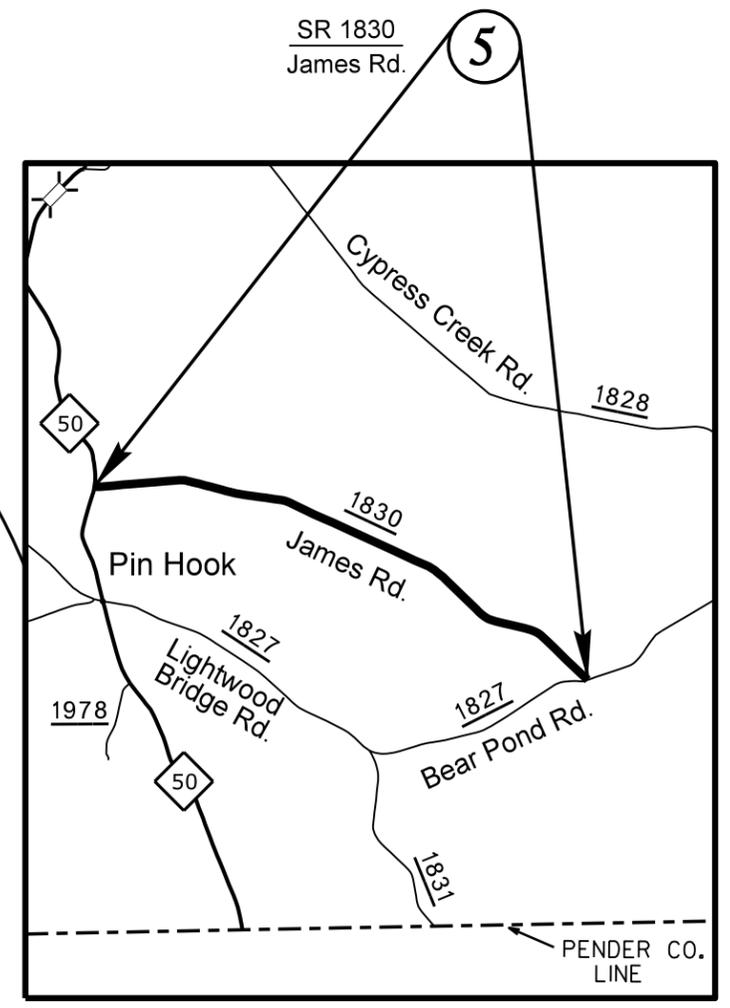 SR 1830
James Rd.
5
Cypress Creek Rd.
1828
50
1830
James Rd.
Pin Hook
1827
Lightwood
Bridge Rd.
1978
1827
Bear Pond Rd.
50
1831
PENDER CO.
LINE